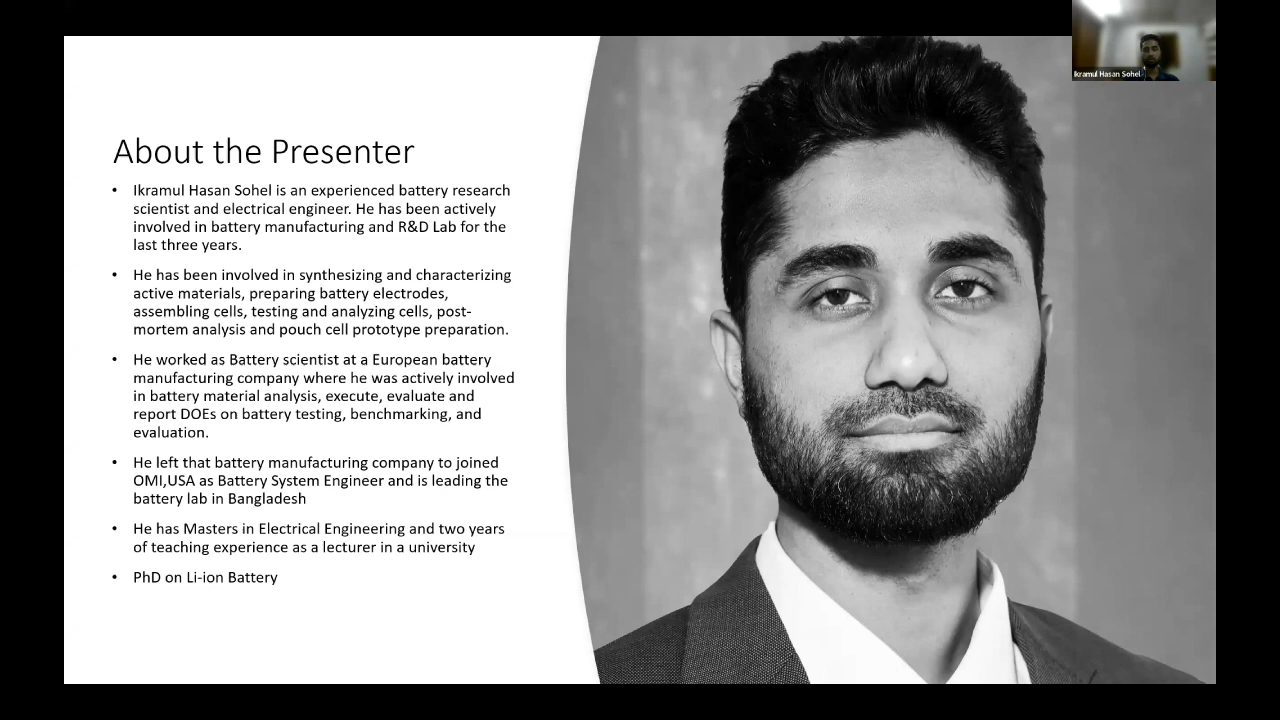 Ikramul Hasan Sohel
About the Presenter
• Ikramul Hasan Sohel is an experienced battery research
scientist and electrical engineer. He has been actively
involved in battery manufacturing and R&D Lab for the
last three years.
• He has been involved in synthesizing and characterizing
active materials, preparing battery electrodes,
assembling cells, testing and analyzing cells, post-
mortem analysis and pouch cell prototype preparation.
• He worked as Battery scientist at a European battery
manufacturing company where he was actively involved
in battery material analysis, execute, evaluate and
report DOEs on battery testing, benchmarking, and
evaluation.
• He left that battery manufacturing company to joined
OMI,USA as Battery System Engineer and is leading the
battery lab in Bangladesh
• He has Masters in Electrical Engineering and two years
of teaching experience as a lecturer in a university
• PhD on Li-ion Battery